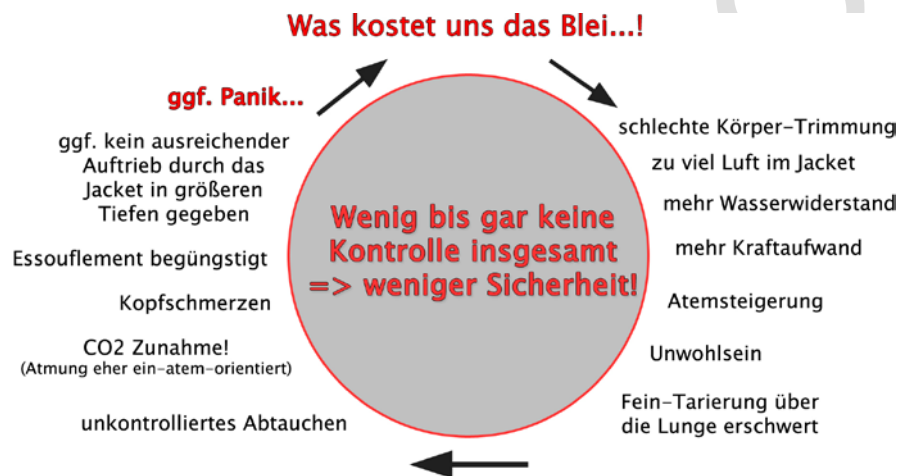 Was kostet uns das Blei...!
schlechte Körper-Trimmung
zu viel Luft im Jacket
mehr Wasserwiderstand
mehr Kraftaufwand
Atemsteigerung
Unwohlsein
Fein-Tarierung über
die Lunge erschwert
unkontrolliertes Abtauchen
CO2 Zunahme!
(Atmung eher ein-atem-orientiert)
Kopfschmerzen
Essouflement begüngstigt
ggf. kein ausreichender
Auftrieb durch das
Jacket in größeren
Tiefen gegeben
ggf. Panik...
Wenig bis gar keine
Kontrolle insgesamt
=> weniger Sicherheit!